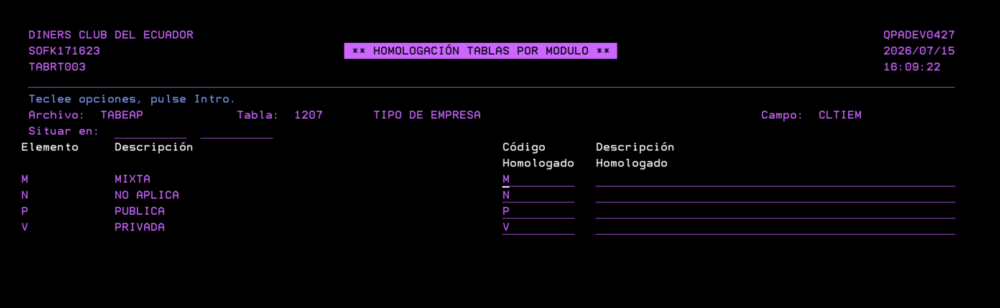 DINERS CLUB DEL ECUADOR QPADEV0427
SOFK171623 ** HOMOLOGACIÓN TABLAS POR MODULO ** 2026/07/15
TABRT003 16:09:22
Teclee opciones, pulse Intro.
Archivo: TABEAP Tabla: 1207 TIPO DE EMPRESA Campo: CLTIEM
Situar en:
Elemento Descripción Código Descripción
Homologado Homologado
M MIXTA M
N NO APLICA N
P PUBLICA P
V PRIVADA V